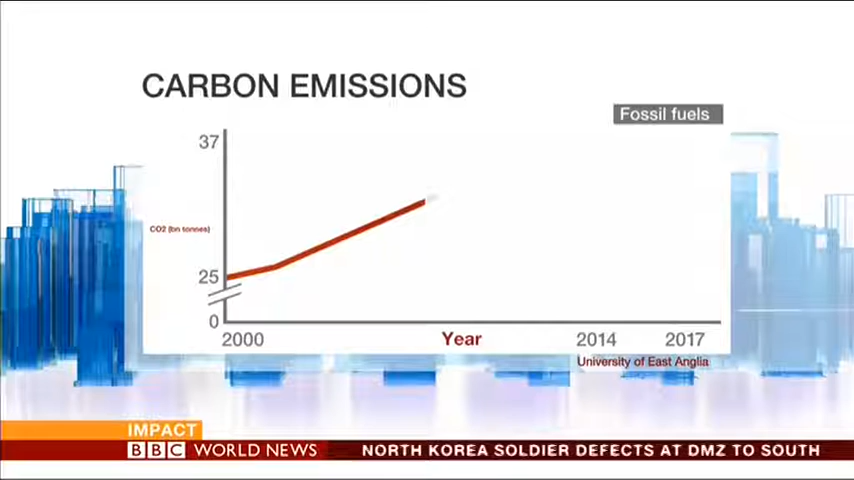 CARBON EMISSIONS
Fossil fuels
37
CO2 (bn tonnes)
25
0
2000
Year
2014
2017
University of East Anglia
IMPACT
BBC WORLD NEWS
NORTH KOREA SOLDIER DEFECTS AT DMZ TO SOUTH